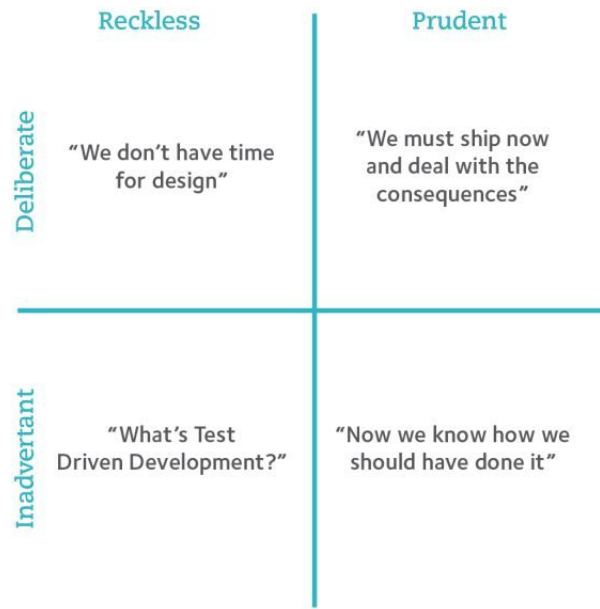 Reckless
Prudent
Deliberate
“We don’t have time
for design”
“We must ship now
and deal with the
consequences”
Inadvertant
“What’s Test
Driven Development?”
“Now we know how we
should have done it”